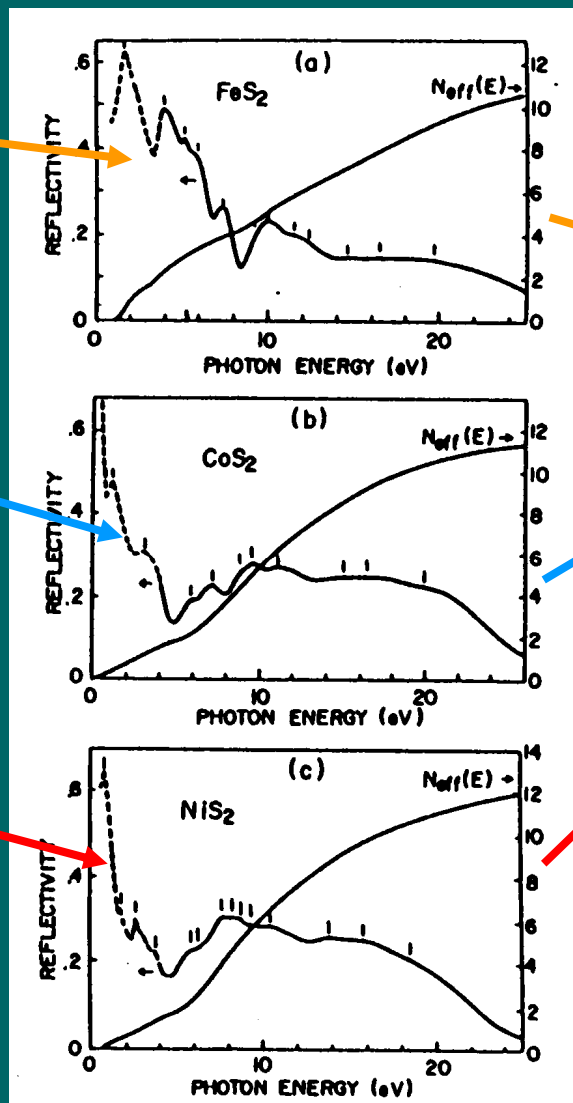 (a)
FeS2
Neff(E)→
REFLECTIVITY
.6
.4
.2
0
12
10
8
6
4
2
0
0 10 20
PHOTON ENERGY (eV)
(b)
CoS2
Neff(E)→
REFLECTIVITY
.6
.4
.2
0
12
10
8
6
4
2
0
0 10 20
PHOTON ENERGY (eV)
(c)
NiS2
Neff(E)→
REFLECTIVITY
.6
.4
.2
0
14
12
10
8
6
4
2
0
0 10 20
PHOTON ENERGY (eV)